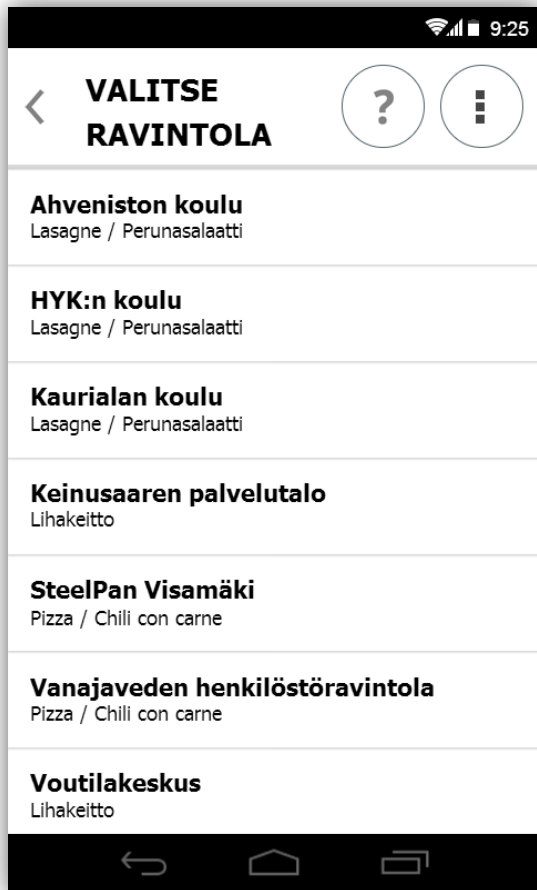 9:25
VALITSE
RAVINTOLA
?
Ahveniston koulu
Lasagne / Perunasalaatti
HYK:n koulu
Lasagne / Perunasalaatti
Kaurialan koulu
Lasagne / Perunasalaatti
Keinusaaren palvelutalo
Lihakeitto
SteelPan Visamäki
Pizza / Chili con carne
Vanajaveden henkilöstöravintola
Pizza / Chili con carne
Voutilakeskus
Lihakeitto